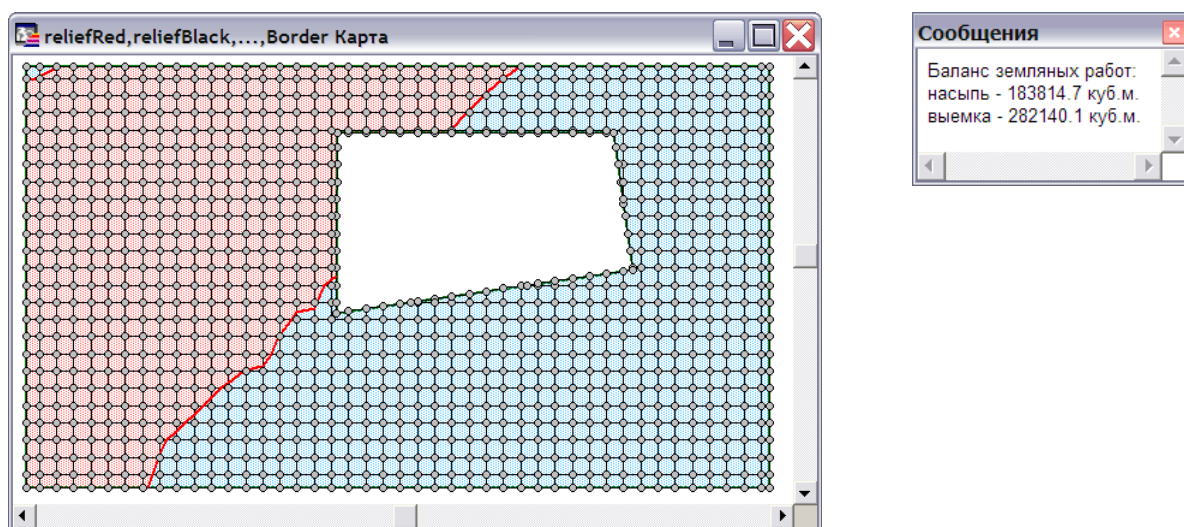 reliefRed,reliefBlack,...,Border Карта
Сообщения
Баланс земляных работ:
насыпь - 183814.7 куб.м.
выемка - 282140.1 куб.м.